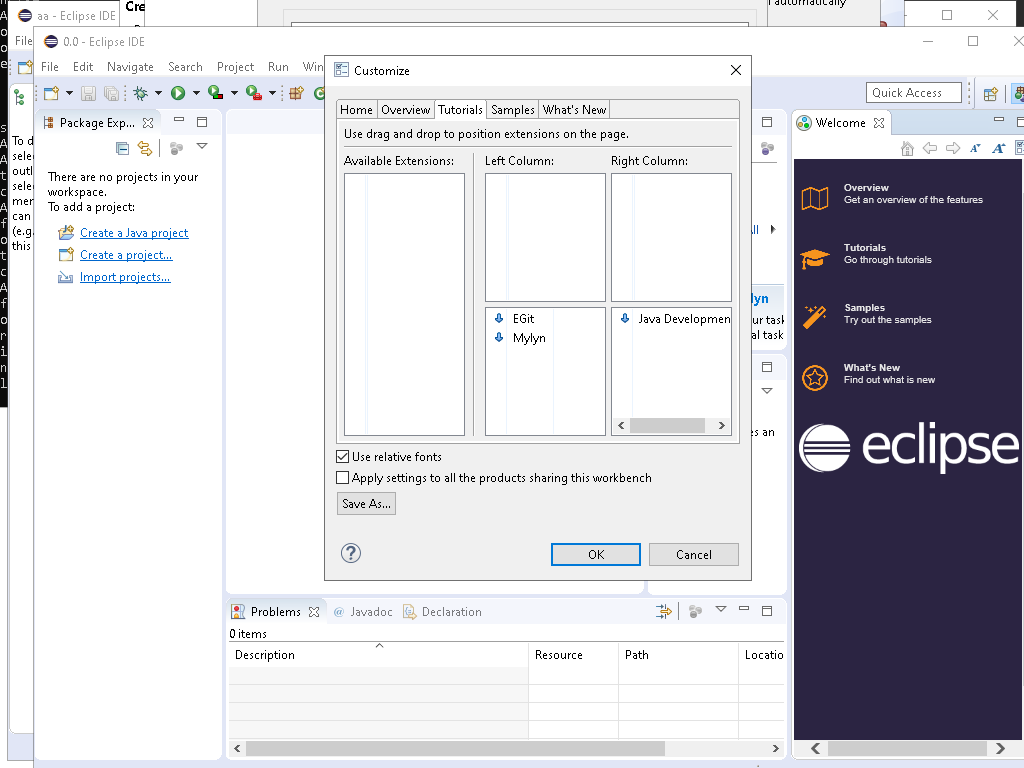 Cre
aa - Eclipse IDE
automatically
File
0.0 - Eclipse IDE
File Edit Navigate Search Project Run Win
Quick Access
Package Exp...
There are no projects in your
workspace.
To add a project:
Create a Java project
Create a project...
Import projects...
To d
selec
outl
selec
men
can
(e.g.
this
Customize
Home Overview Tutorials Samples What's New
Use drag and drop to position extensions on the page.
Available Extensions: Left Column: Right Column:
EGit
Mylyn
Java Developmen
Use relative fonts
Apply settings to all the products sharing this workbench
Save As...
OK Cancel
Welcome
Overview
Get an overview of the features
Tutorials
Go through tutorials
Samples
Try out the samples
What's New
Find out what is new
eclipse
All
lyn
ur task
al task
es an
Problems Javadoc Declaration
0 items
Description Resource Path Locatio